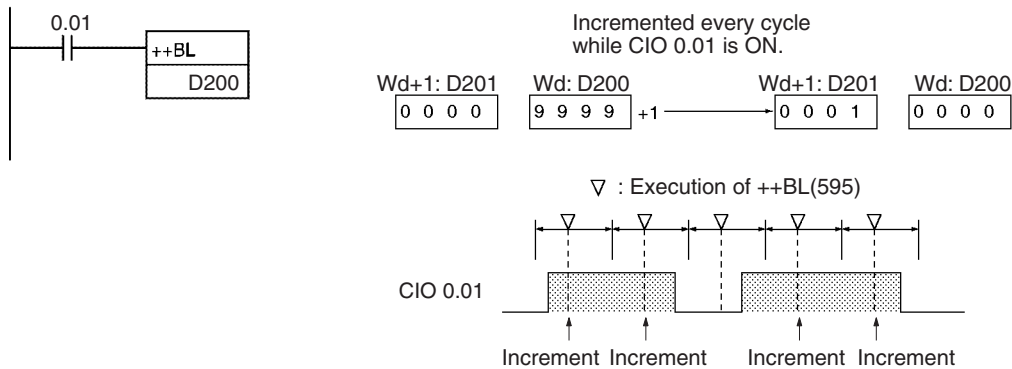 0.01
++BL
D200
Incremented every cycle
while CIO 0.01 is ON.
Wd+1: D201 Wd: D200 Wd+1: D201 Wd: D200
0 0 0 0 9 9 9 9 +1 0 0 0 1 0 0 0 0
▽ : Execution of ++BL(595)
CIO 0.01
Increment Increment Increment Increment